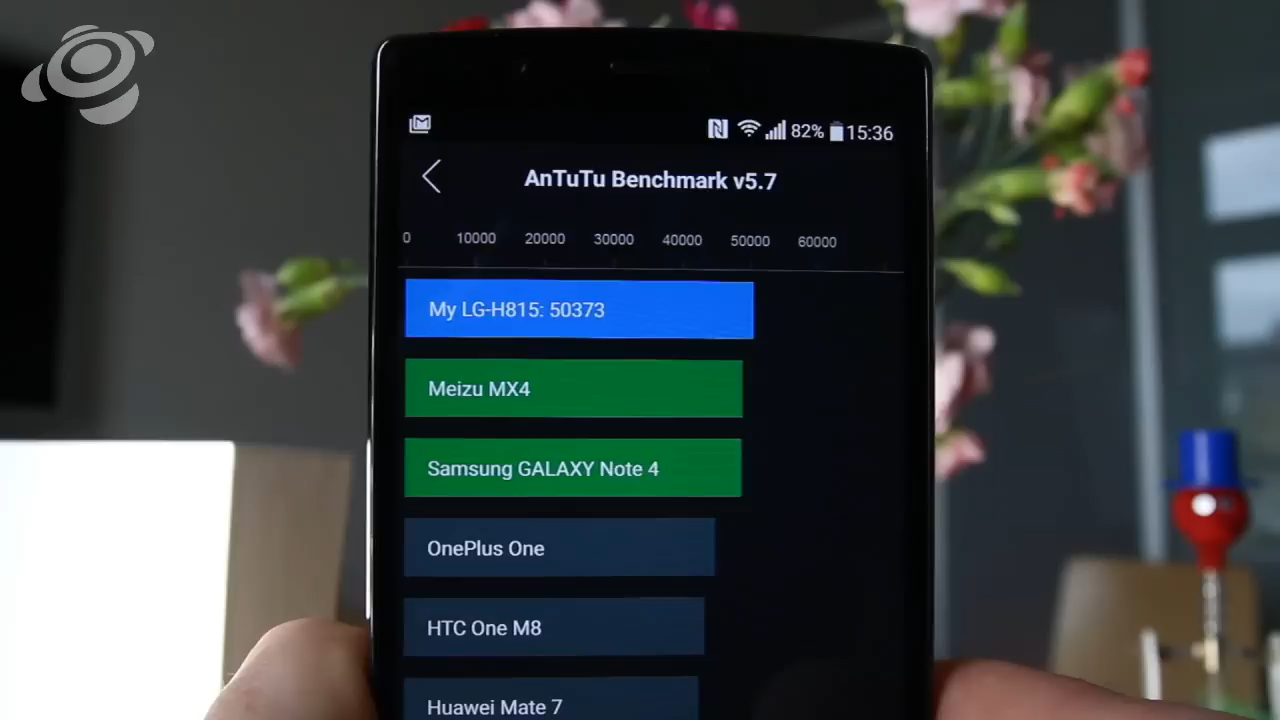 82% 15:36
AnTuTu Benchmark v5.7
0 10000 20000 30000 40000 50000 60000
My LG-H815: 50373
Meizu MX4
Samsung GALAXY Note 4
OnePlus One
HTC One M8
Huawei Mate 7